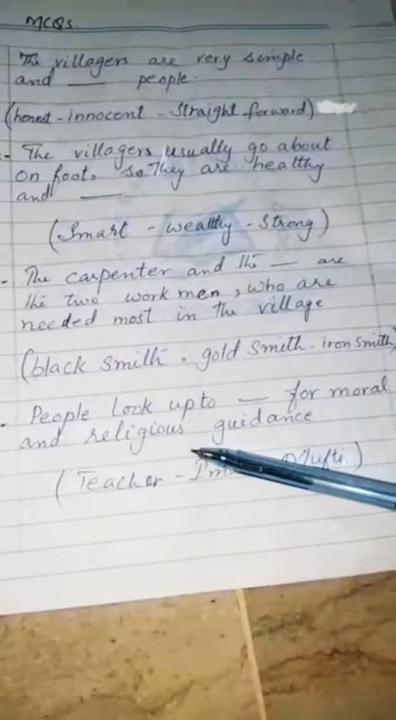 MCQs.
The villagers are very simple
and ___ people.
(honest - innocent - straight forward)
- The villagers usually go about
on foot, so they are healthy
and ___
(Smart - wealthy - strong)
- The carpenter and the ___ are
the two work men, who are
needed most in the village
(black smith . gold smith - iron smith)
. People look up to ___ for moral
and religious guidance.
(Teacher - Mufti)